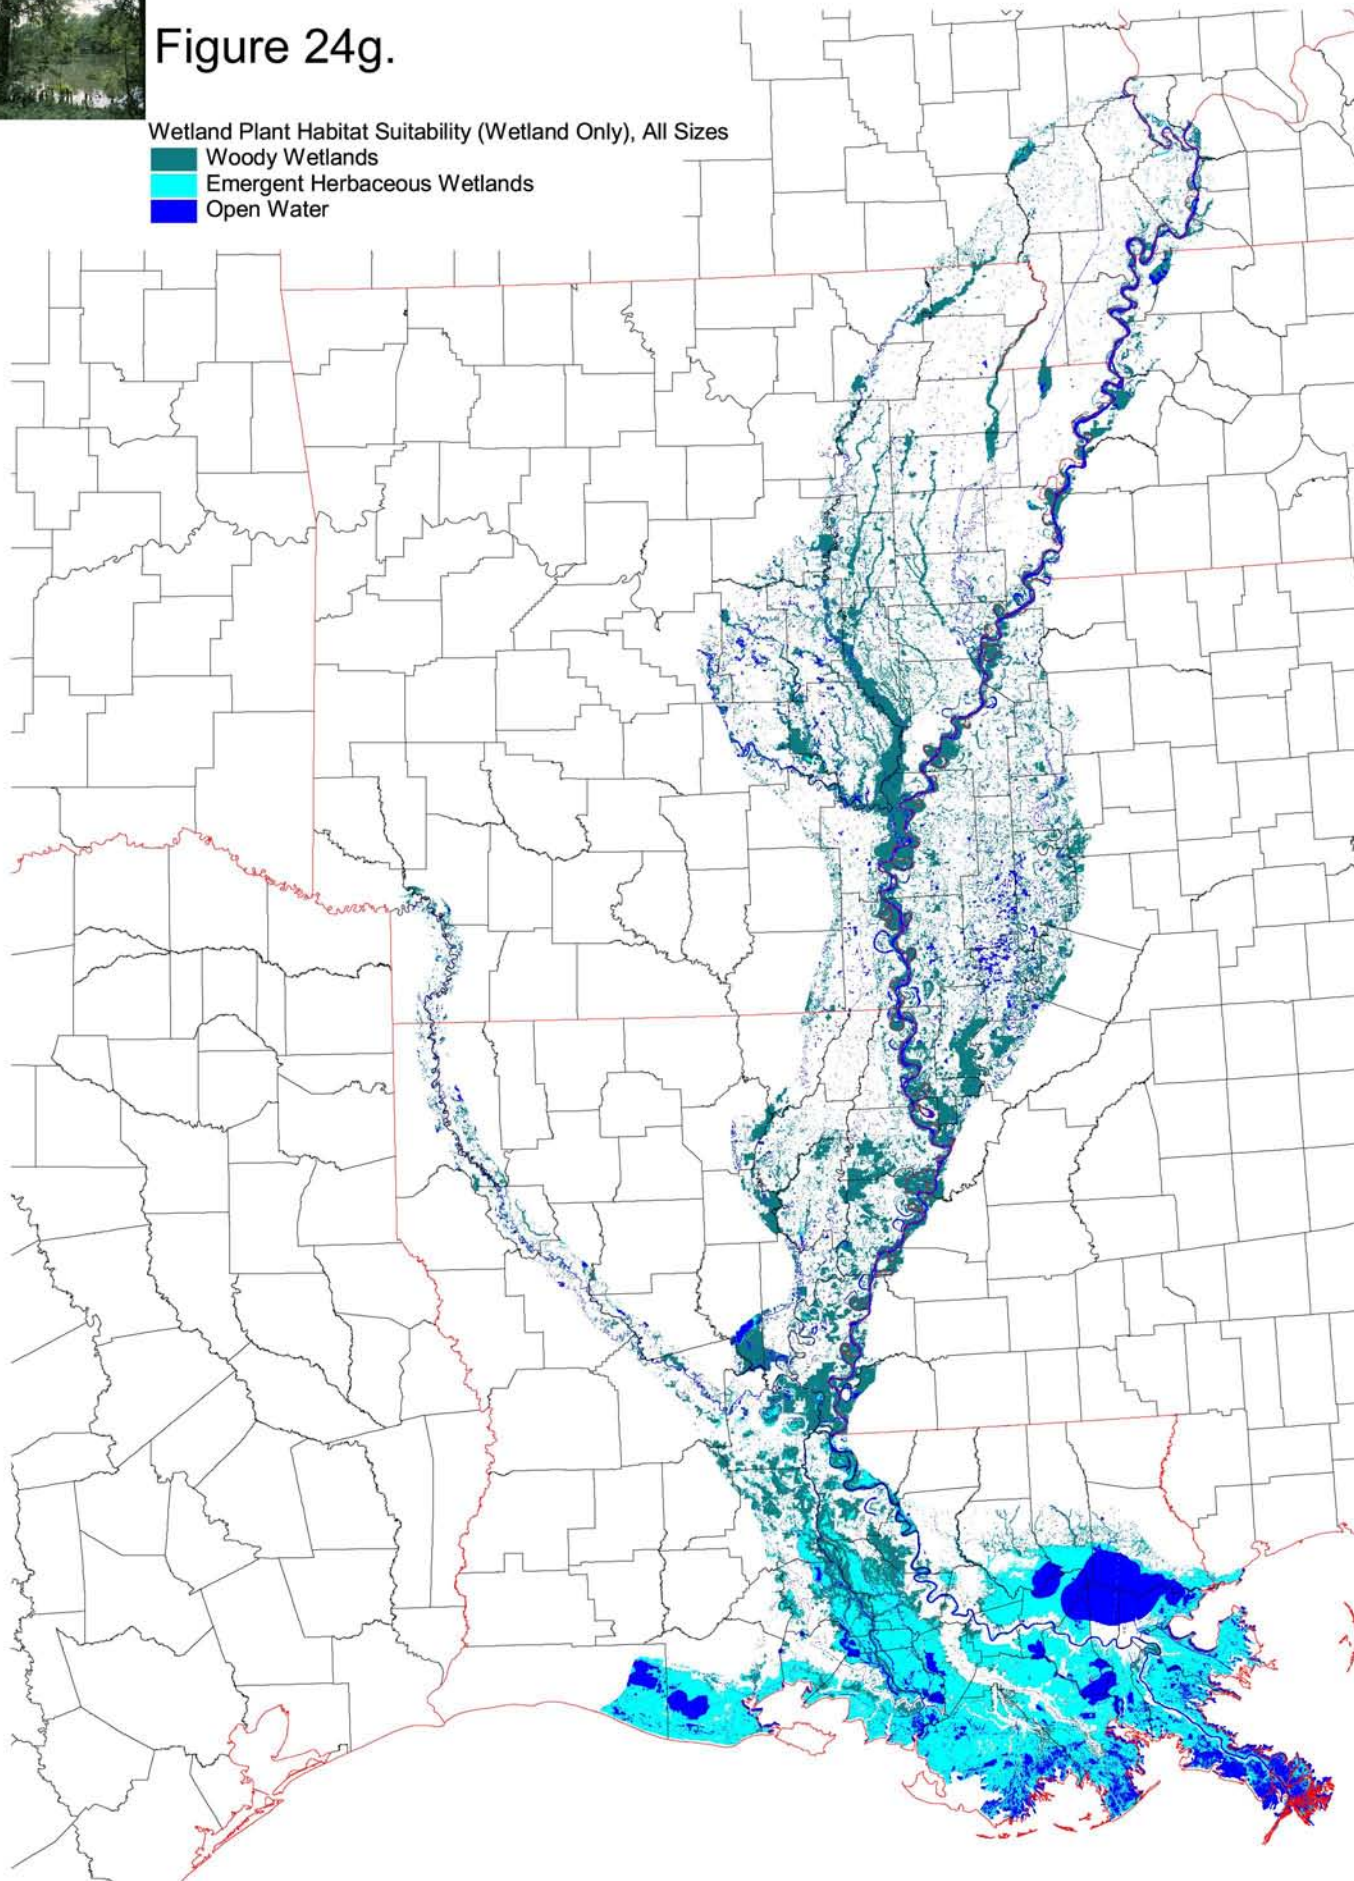 Figure 24g.
Wetland Plant Habitat Suitability (Wetland Only), All Sizes
Woody Wetlands
Emergent Herbaceous Wetlands
Open Water